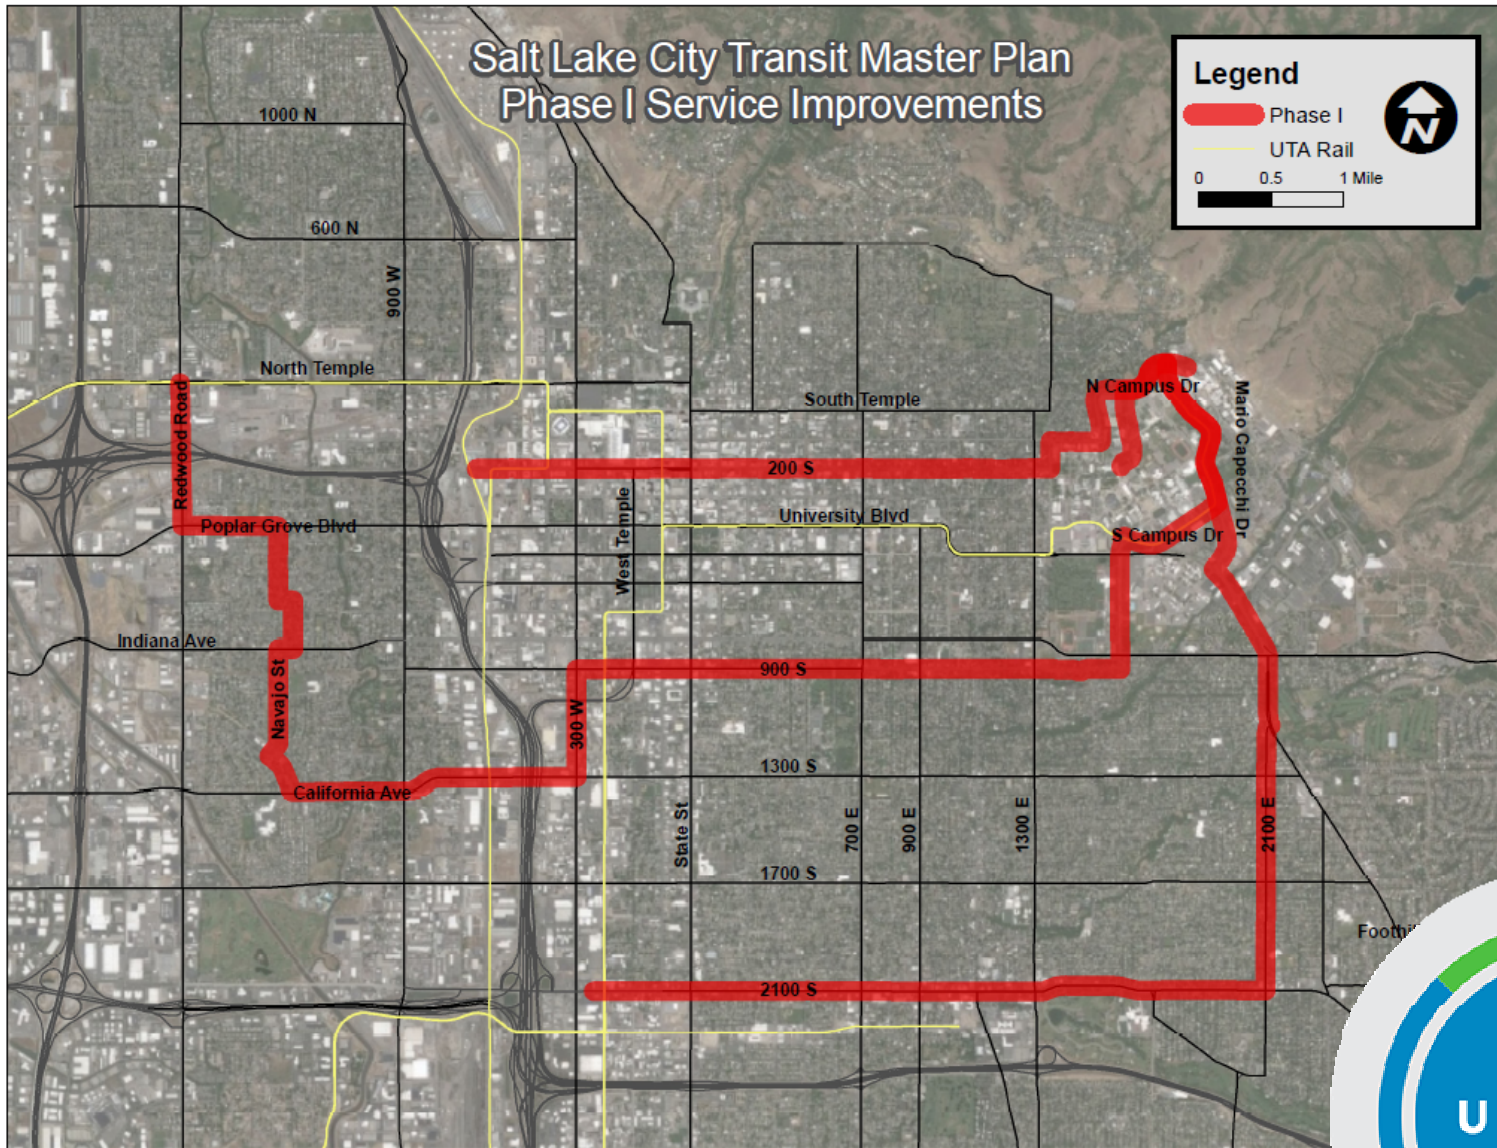 Salt Lake City Transit Master Plan
Phase I Service Improvements
Legend
Phase I
UTA Rail
0 0.5 1 Mile
N
1000 N
600 N
900 W
North Temple
South Temple
N Campus Dr
Mario Capecchi Dr
Redwood Road
200 S
West Temple
University Blvd
Poplar Grove Blvd
S Campus Dr
Indiana Ave
Navajo St
900 S
300 W
1300 S
California Ave
State St
700 E
900 E
1300 E
2100 E
1700 S
2100 S
U